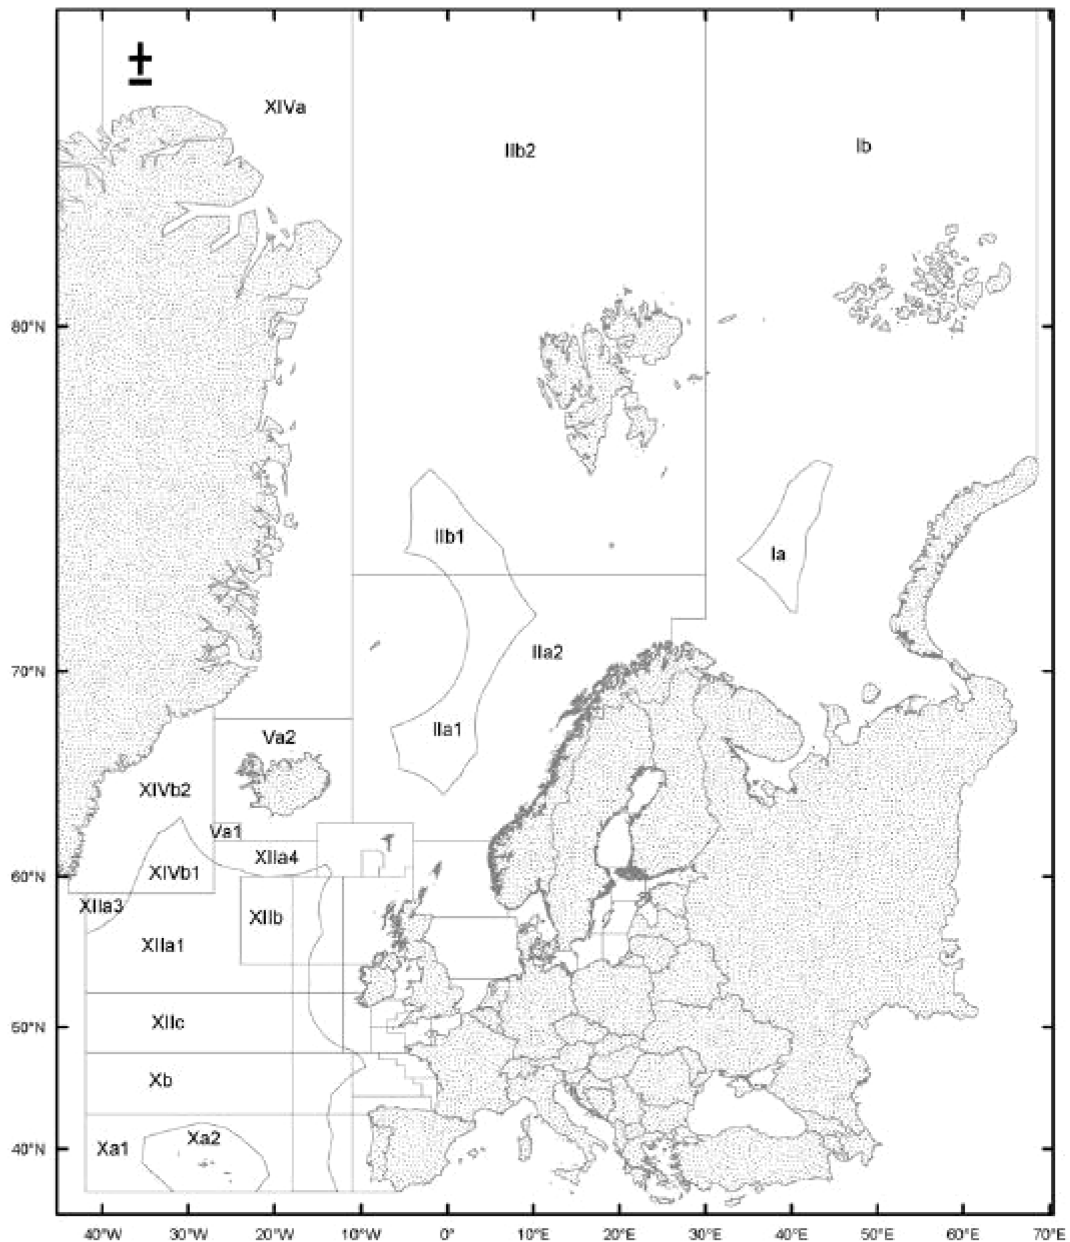 ±
XIVa
IIb2
Ib
80°N
IIb1
Ia
IIa2
70°N
IIa1
Va2
XIVb2
Va1
XIIa4
XIVb1
60°N
XIIa3
XIIb
XIIa1
XIIc
50°N
Xb
Xa1
Xa2
40°N
40°W 30°W 20°W 10°W 0° 10°E 20°E 30°E 40°E 50°E 60°E 70°E